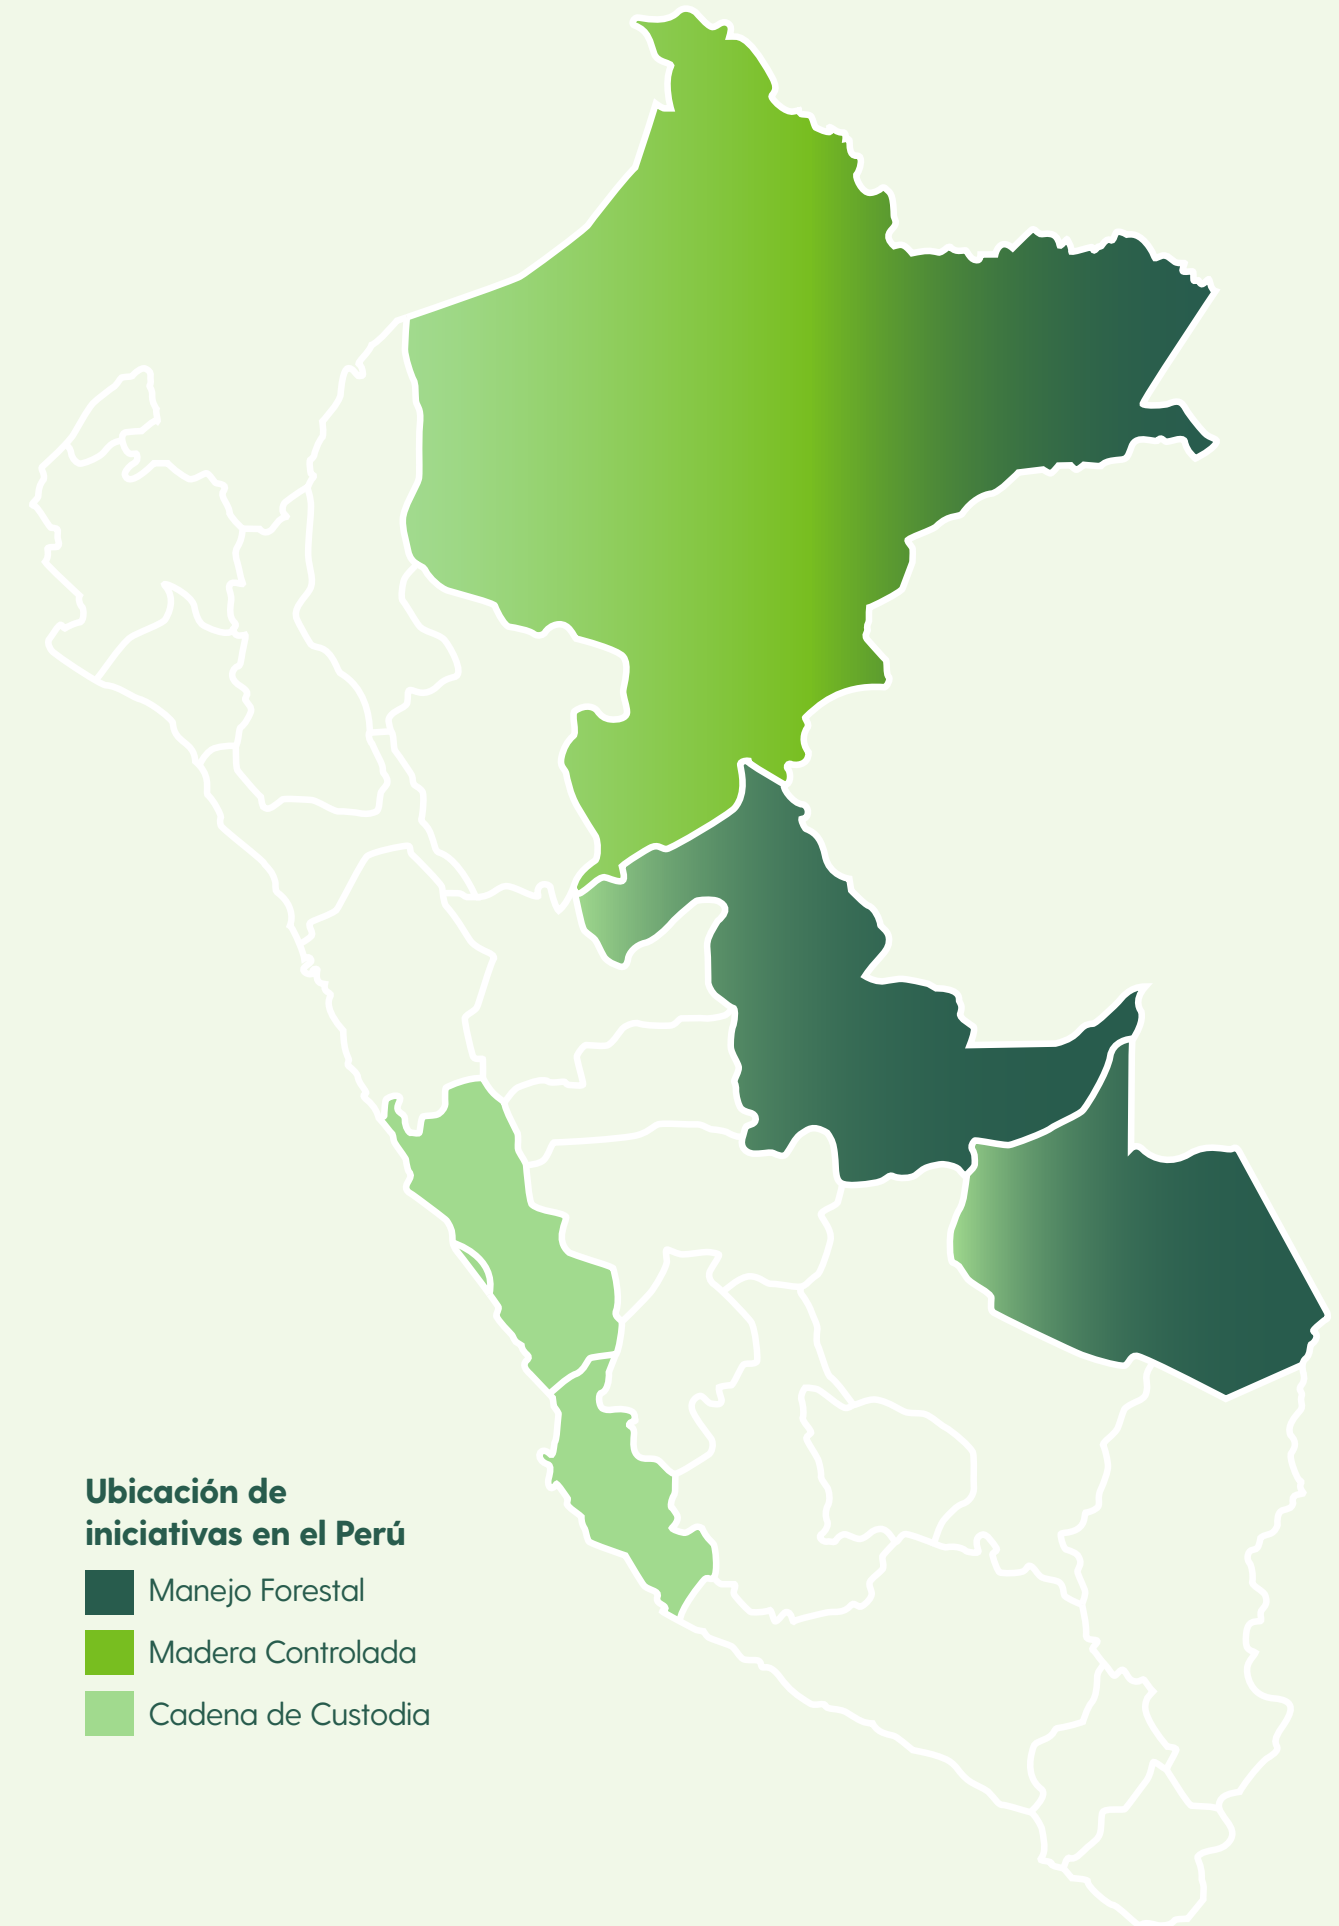 Ubicación de
iniciativas en el Perú
Manejo Forestal
Madera Controlada
Cadena de Custodia